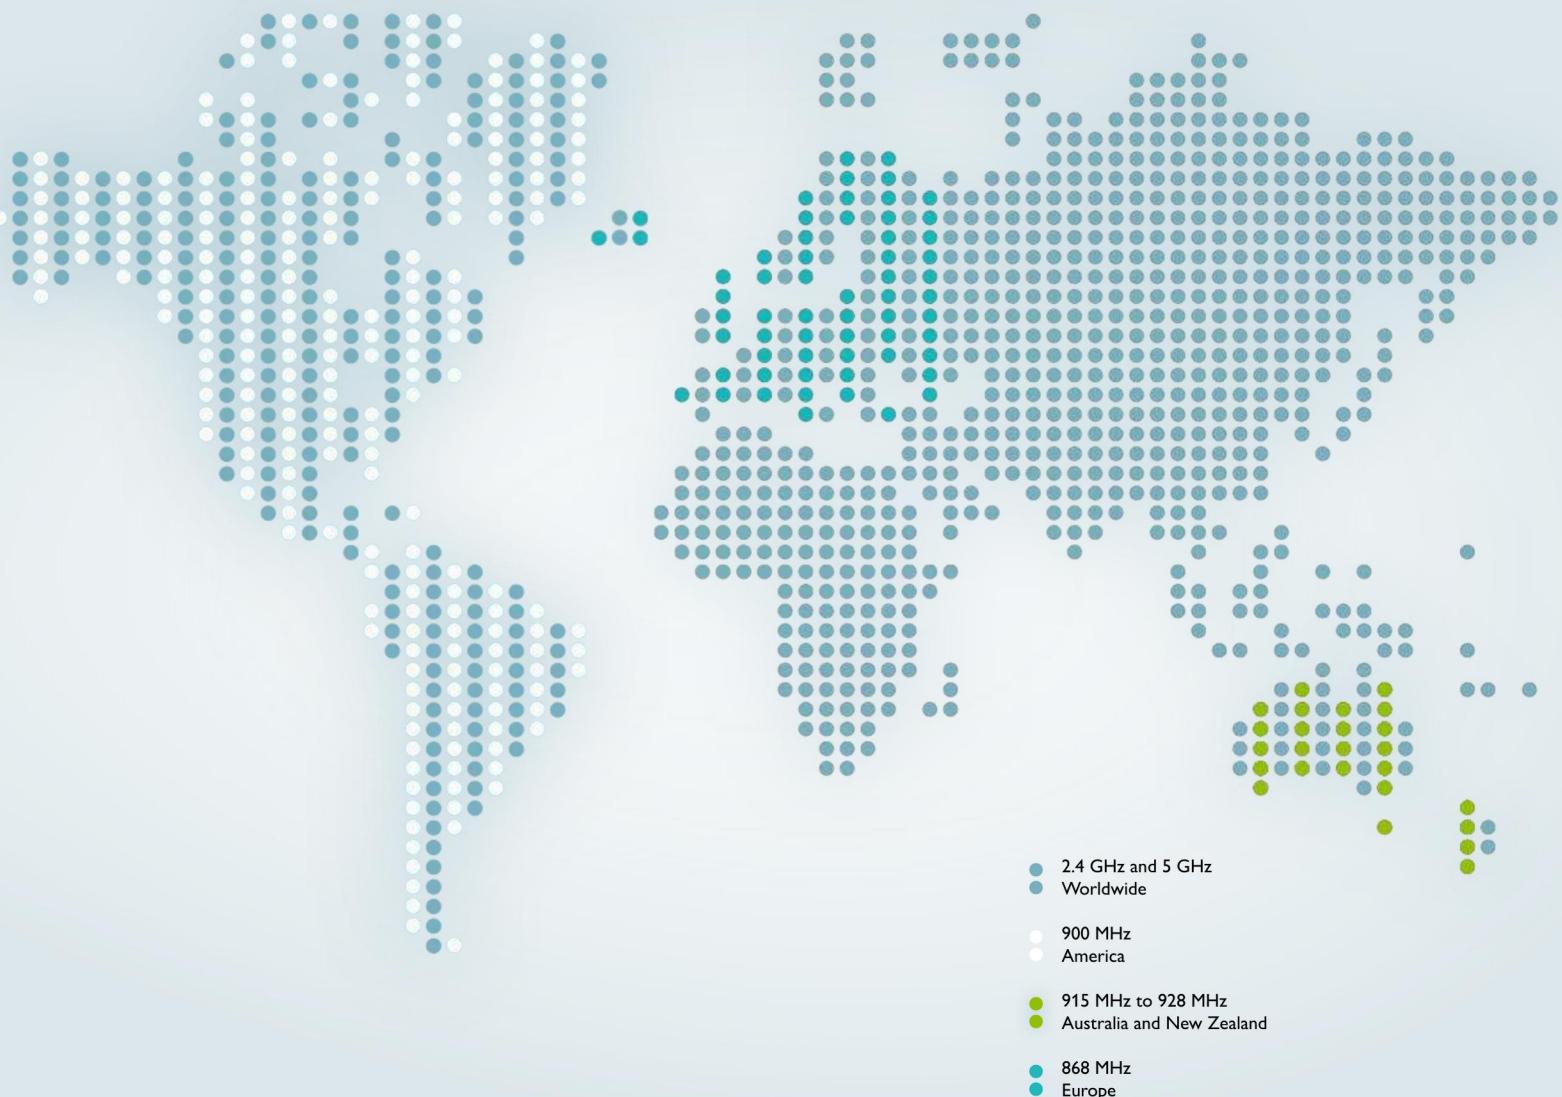 2.4 GHz and 5 GHz
Worldwide
900 MHz
America
915 MHz to 928 MHz
Australia and New Zealand
868 MHz
Europe